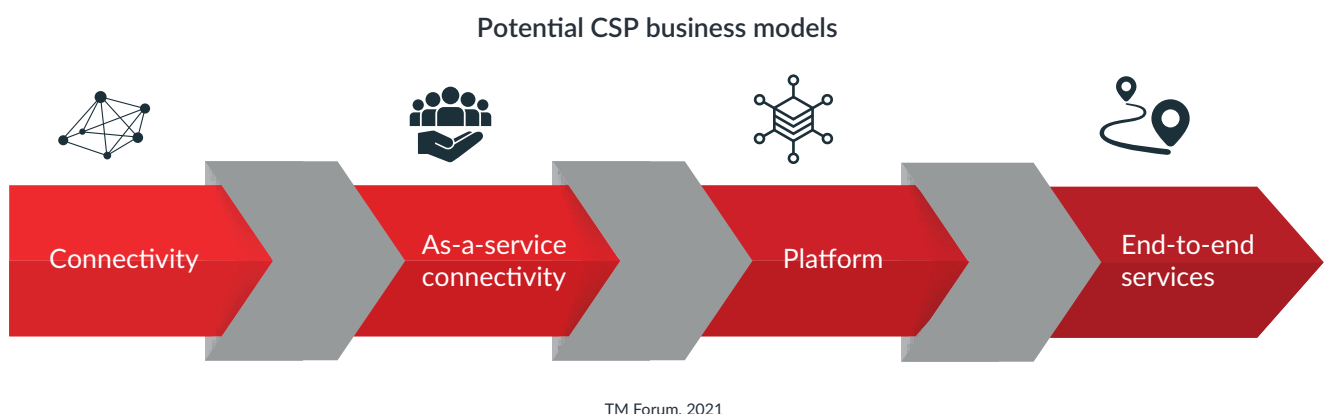 Potential CSP business models
Connectivity
As-a-service
connectivity
Platform
End-to-end
services
TM Forum, 2021